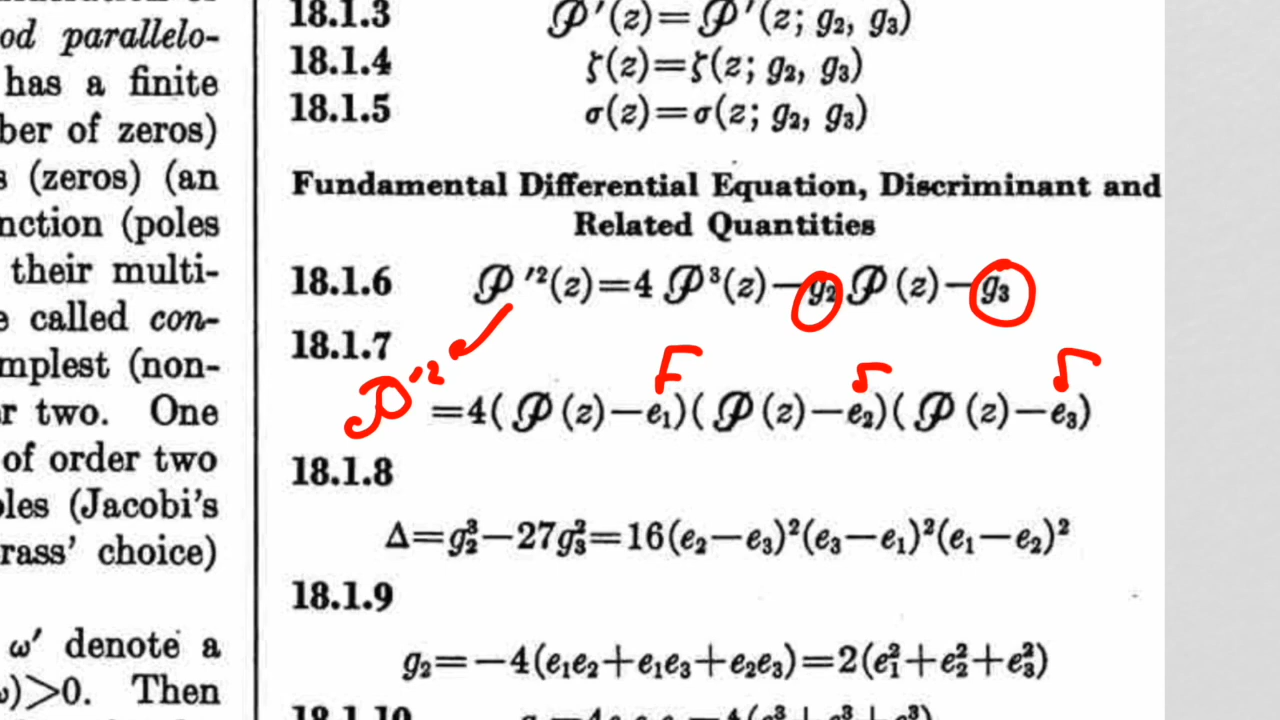 od parallelo-
has a finite
ber of zeros)
s (zeros) (an
nction (poles
their multi-
e called con-
mplest (non-
r two. One
of order two
oles (Jacobi's
rass' choice)
ω′ denote a
)>0. Then
18.1.3 ℘′(z)=℘′(z; g₂, g₃)
18.1.4 ζ(z)=ζ(z; g₂, g₃)
18.1.5 σ(z)=σ(z; g₂, g₃)
Fundamental Differential Equation, Discriminant and
Related Quantities
18.1.6 ℘′²(z)=4℘³(z)−g₂℘(z)−g₃
18.1.7
℘′² =4(℘(z)−e₁)(℘(z)−e₂)(℘(z)−e₃)
18.1.8
Δ=g₂³−27g₃²=16(e₂−e₃)²(e₃−e₁)²(e₁−e₂)²
18.1.9
g₂=−4(e₁e₂+e₁e₃+e₂e₃)=2(e₁²+e₂²+e₃²)
18.1.10